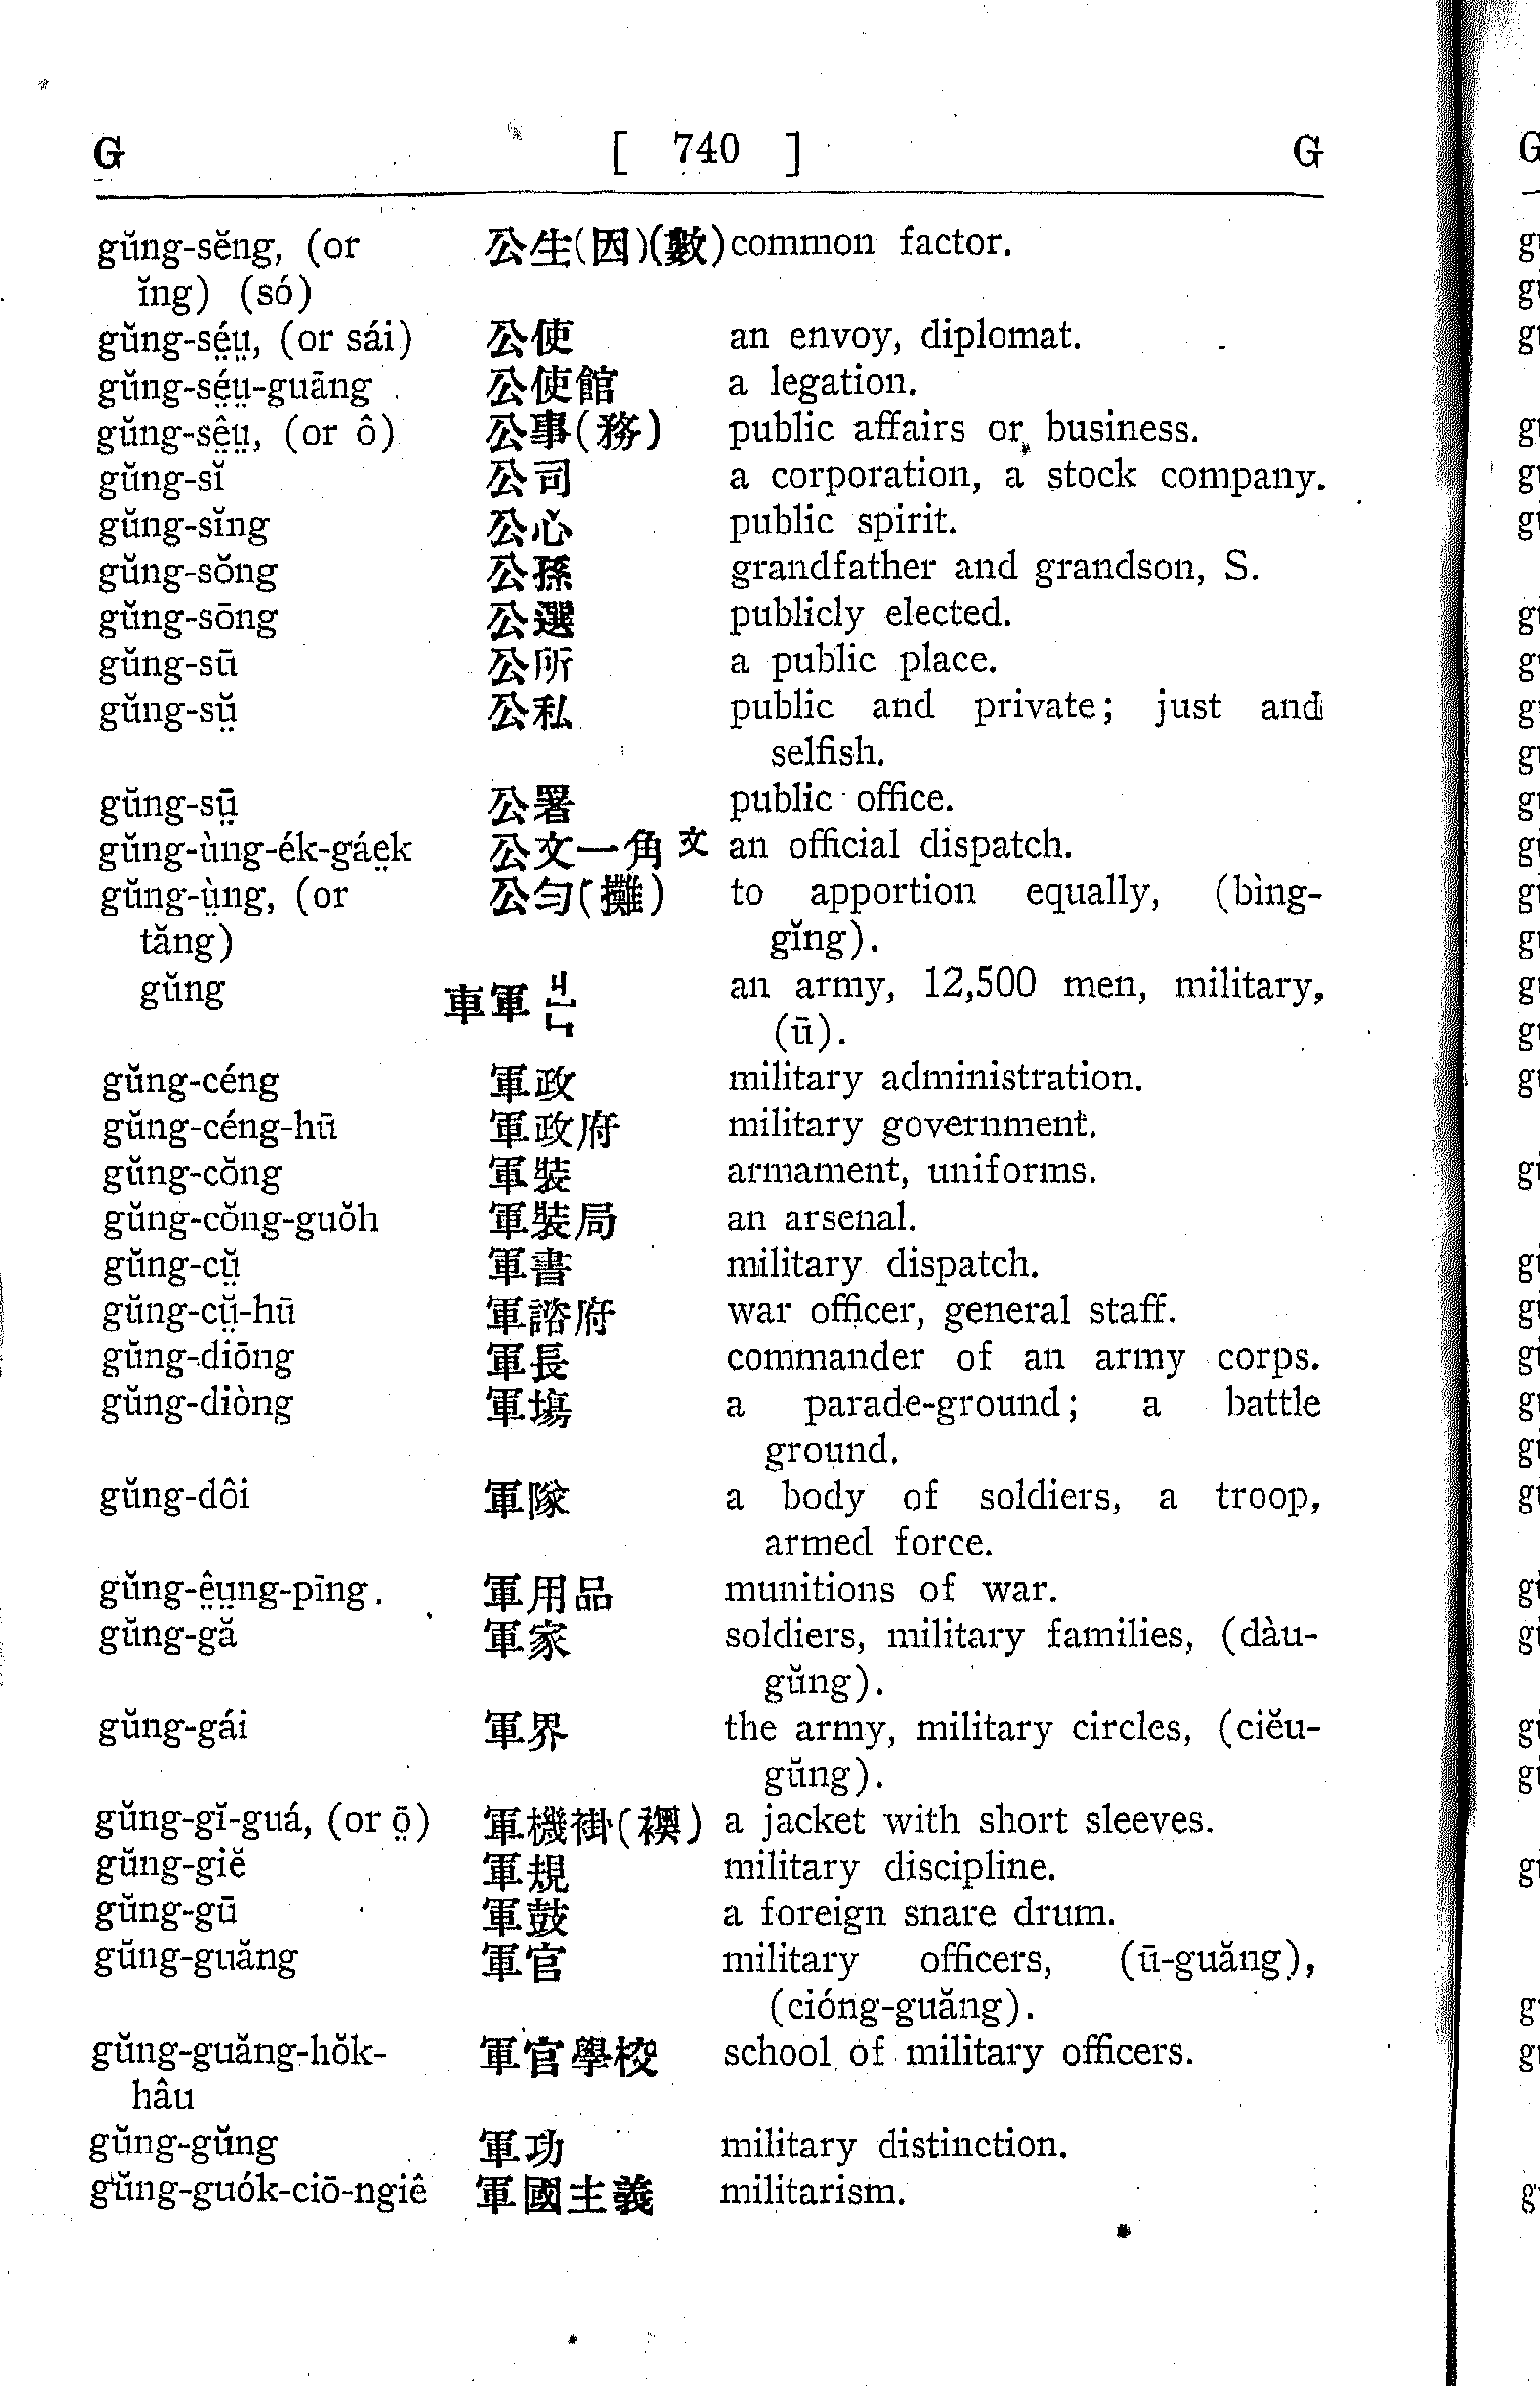 G [ 740 ] G
gŭng-sĕng, (or 公生(因)(數) common factor.
ĭng) (só)
gŭng-sé̤ṳ, (or sái) 公使 an envoy, diplomat.
gŭng-sé̤ṳ-guāng 公使館 a legation.
gŭng-sê̤ṳ, (or ô) 公事(務) public affairs or business.
gŭng-sĭ 公司 a corporation, a stock company.
gŭng-sĭng 公心 public spirit.
gŭng-sŏng 公孫 grandfather and grandson, S.
gŭng-sōng 公選 publicly elected.
gŭng-sū 公所 a public place.
gŭng-sṳ̆ 公私 public and private; just and
selfish.
gŭng-sṳ̄ 公署 public office.
gŭng-ùng-ék-gáe̤k 公文一角文 an official dispatch.
gŭng-ṳ̀ng, (or 公勻(攤) to apportion equally, (bìng-
tăng) gĭng).
gŭng 車軍 ㄐㄩㄣ an army, 12,500 men, military,
(ū).
gŭng-céng 軍政 military administration.
gŭng-céng-hū 軍政府 military government.
gŭng-cŏng 軍裝 armament, uniforms.
gŭng-cŏng-guŏh 軍裝局 an arsenal.
gŭng-cṳ̆ 軍書 military dispatch.
gŭng-cṳ̆-hū 軍諮府 war officer, general staff.
gŭng-diōng 軍長 commander of an army corps.
gŭng-diòng 軍塲 a parade-ground; a battle
ground.
gŭng-dôi 軍隊 a body of soldiers, a troop,
armed force.
gŭng-ê̤ṳng-pīng. 軍用品 munitions of war.
gŭng-gă 軍家 soldiers, military families, (dàu-
gŭng).
gŭng-gái 軍界 the army, military circles, (ciĕu-
gŭng).
gŭng-gĭ-guá, (or ō̤) 軍機褂(襖) a jacket with short sleeves.
gŭng-giĕ 軍規 military discipline.
gŭng-gū 軍鼓 a foreign snare drum.
gŭng-guăng 軍官 military officers, (ū-guăng),
(cióng-guăng).
gŭng-guăng-hŏk- 軍官學校 school of military officers.
hâu
gŭng-gŭng 軍功 military distinction.
gŭng-guók-ciō-ngiê 軍國主義 militarism.